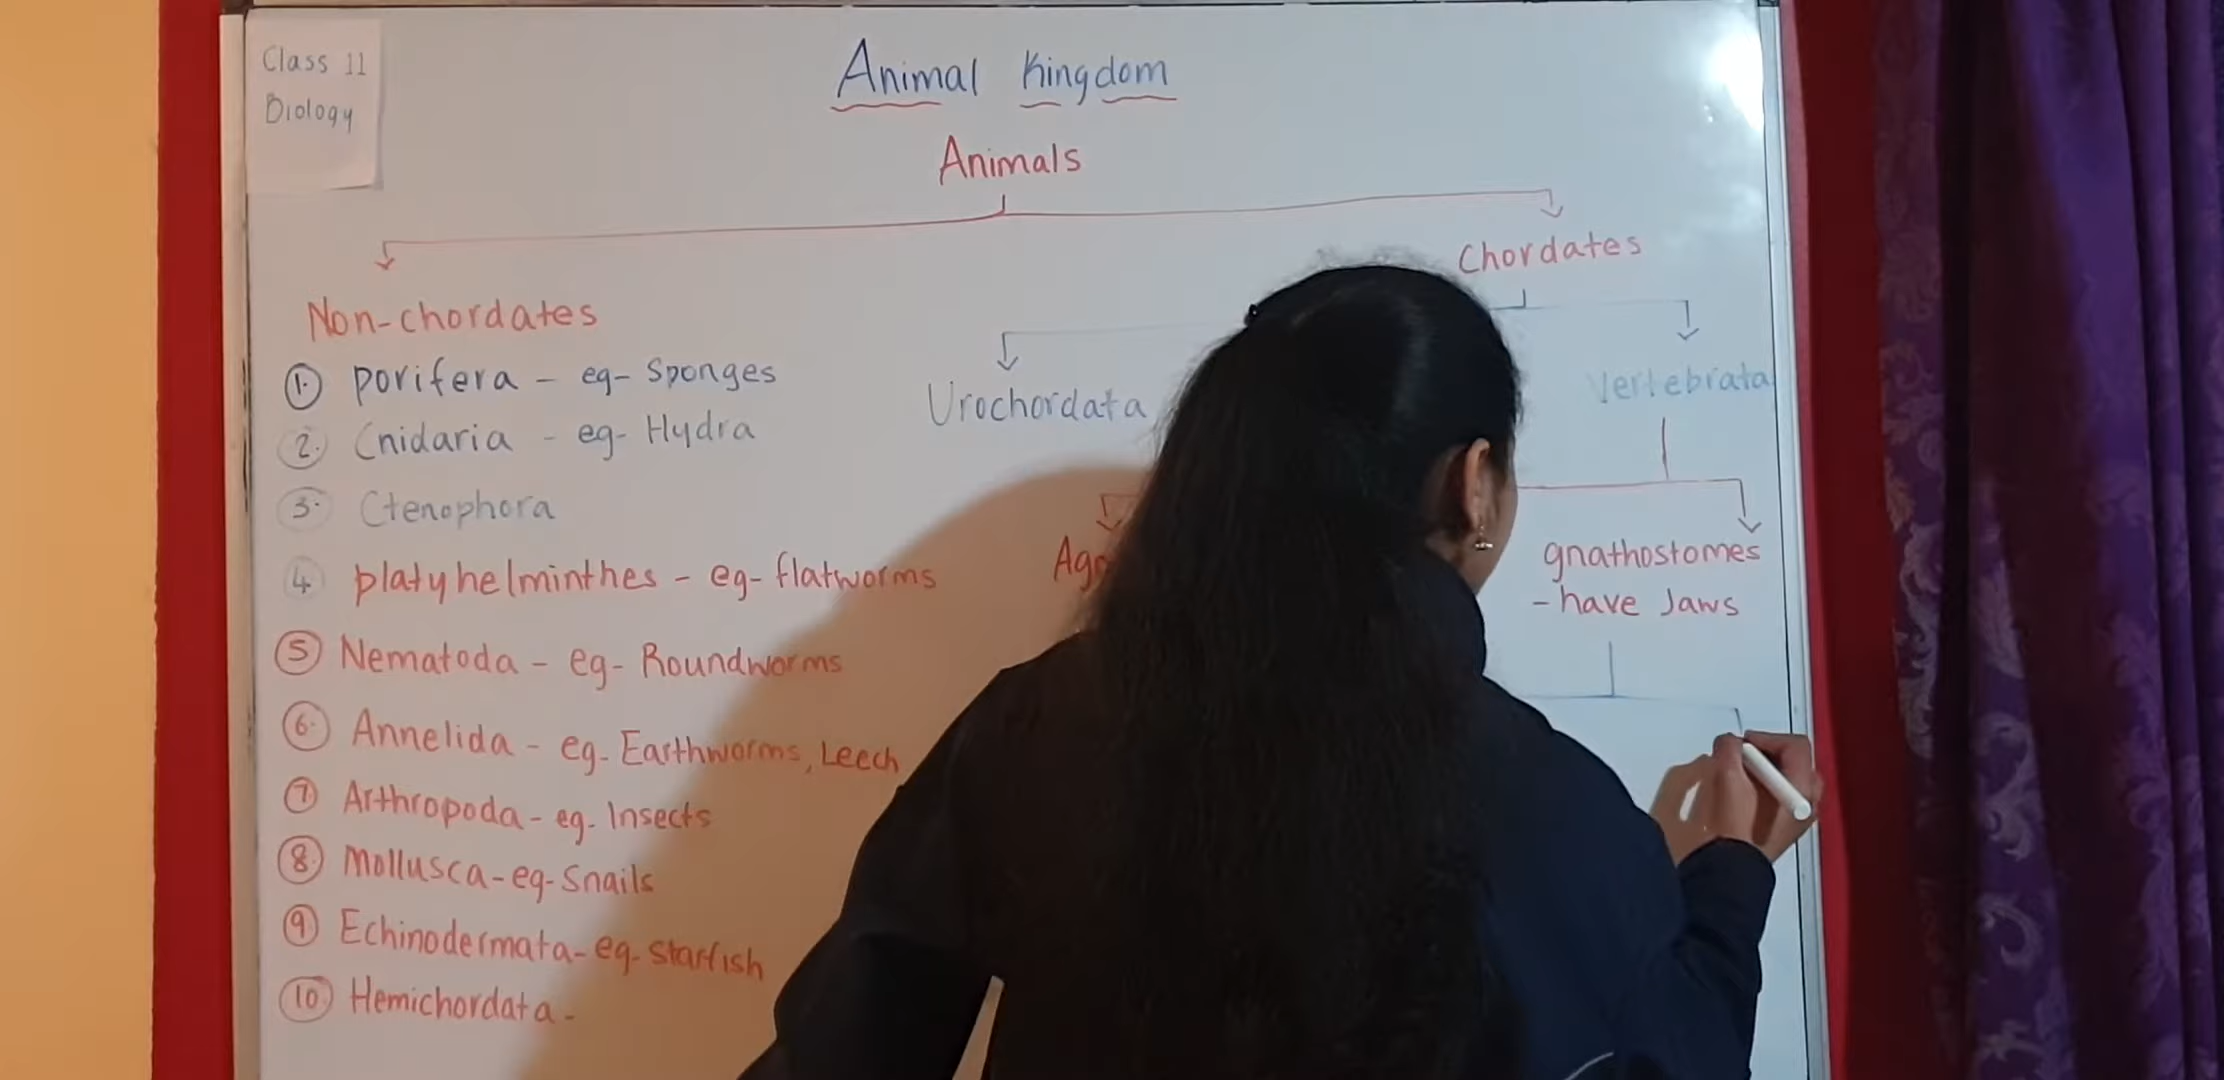 Class 11
Biology
Animal Kingdom
Animals
Non-chordates
Chordates
Urochordata
Vertebrata
gnathostomes
- have Jaws
1. porifera - eg- Sponges
2. Cnidaria - eg- Hydra
3. Ctenophora
4 platyhelminthes - eg- flatworms
5 Nematoda - eg- Roundworms
6. Annelida - eg. Earthworms, Leech
7 Arthropoda - eg. Insects
8. Mollusca - eg- Snails
9 Echinodermata- eg. starfish
10. Hemichordata -